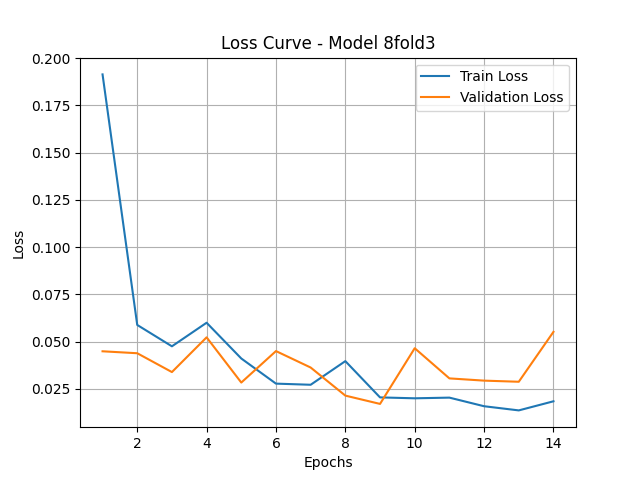 Loss Curve - Model 8fold3
Train Loss
Validation Loss
0.200
0.175
0.150
0.125
0.100
0.075
0.050
0.025
Loss
2 4 6 8 10 12 14
Epochs